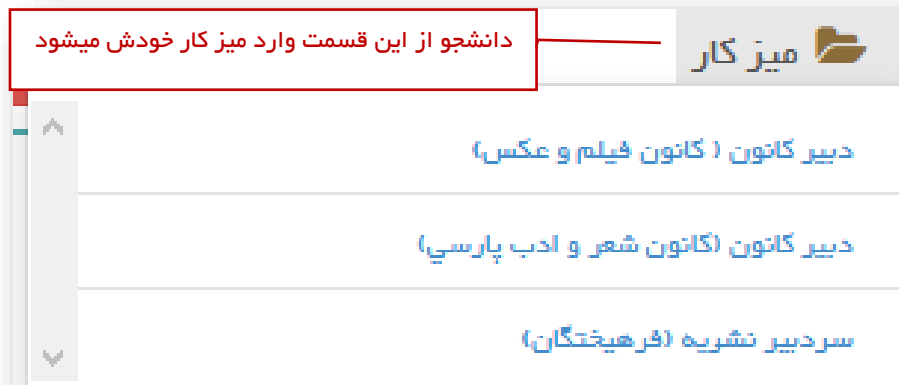 دانشجو از این قسمت وارد میز کار خودش میشود
میز کار
دبیر کانون ( کانون فیلم و عکس)
دبیر کانون (کانون شعر و ادب پارسي)
سردبیر نشریه (فرهیختگان)